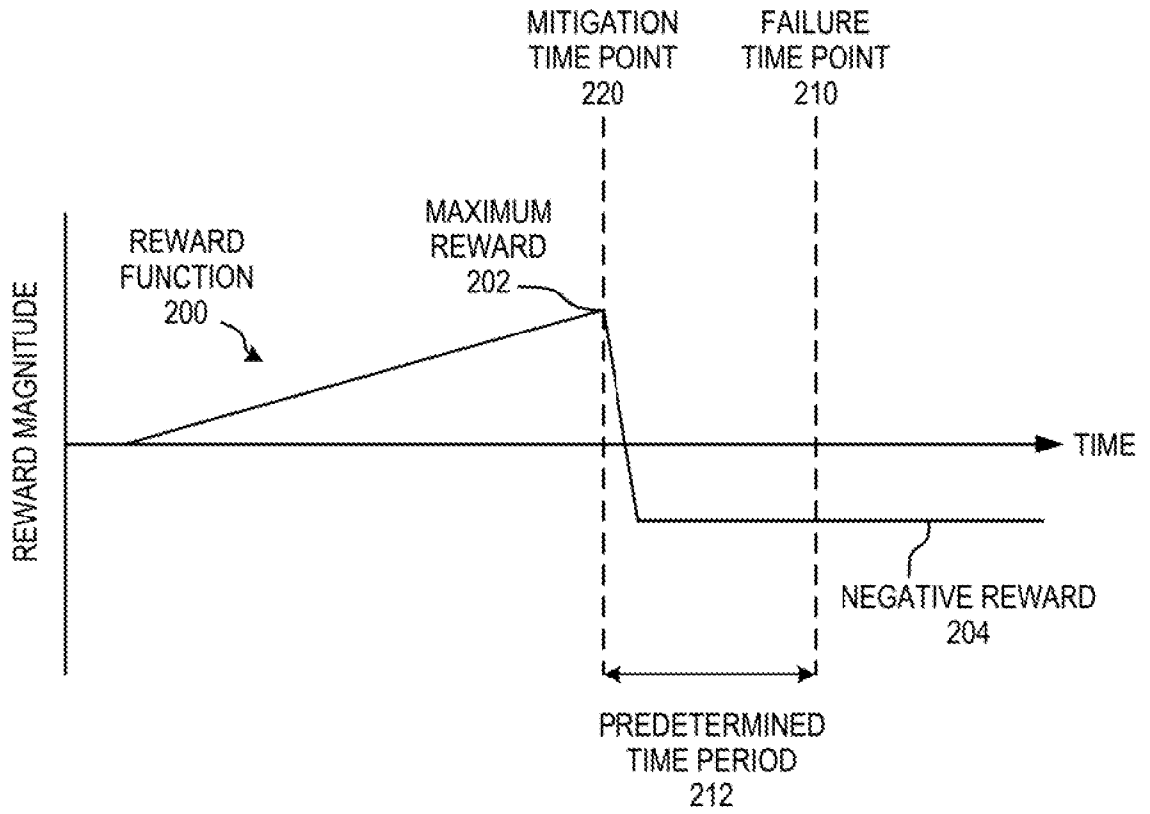 MITIGATION
TIME POINT
220
FAILURE
TIME POINT
210
MAXIMUM
REWARD
202
REWARD
FUNCTION
200
REWARD MAGNITUDE
TIME
NEGATIVE REWARD
204
PREDETERMINED
TIME PERIOD
212